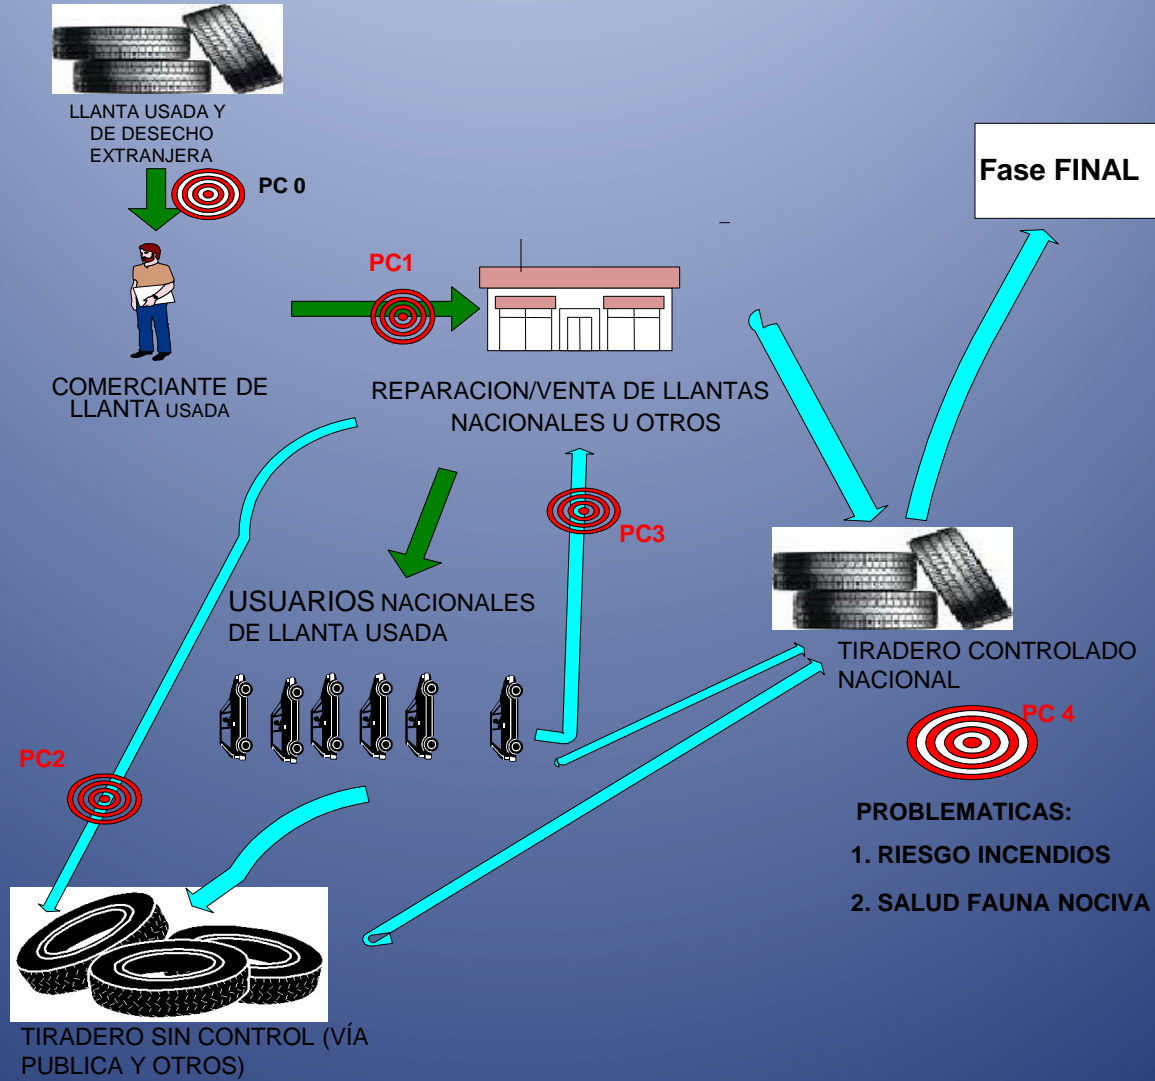 LLANTA USADA Y
DE DESECHO
EXTRANJERA
PC 0
Fase FINAL
PC1
COMERCIANTE DE
LLANTA USADA
REPARACION/VENTA DE LLANTAS
NACIONALES U OTROS
PC3
USUARIOS NACIONALES
DE LLANTA USADA
TIRADERO CONTROLADO
NACIONAL
PC 4
PC2
PROBLEMATICAS:
1. RIESGO INCENDIOS
2. SALUD FAUNA NOCIVA
TIRADERO SIN CONTROL (VÍA
PUBLICA Y OTROS)